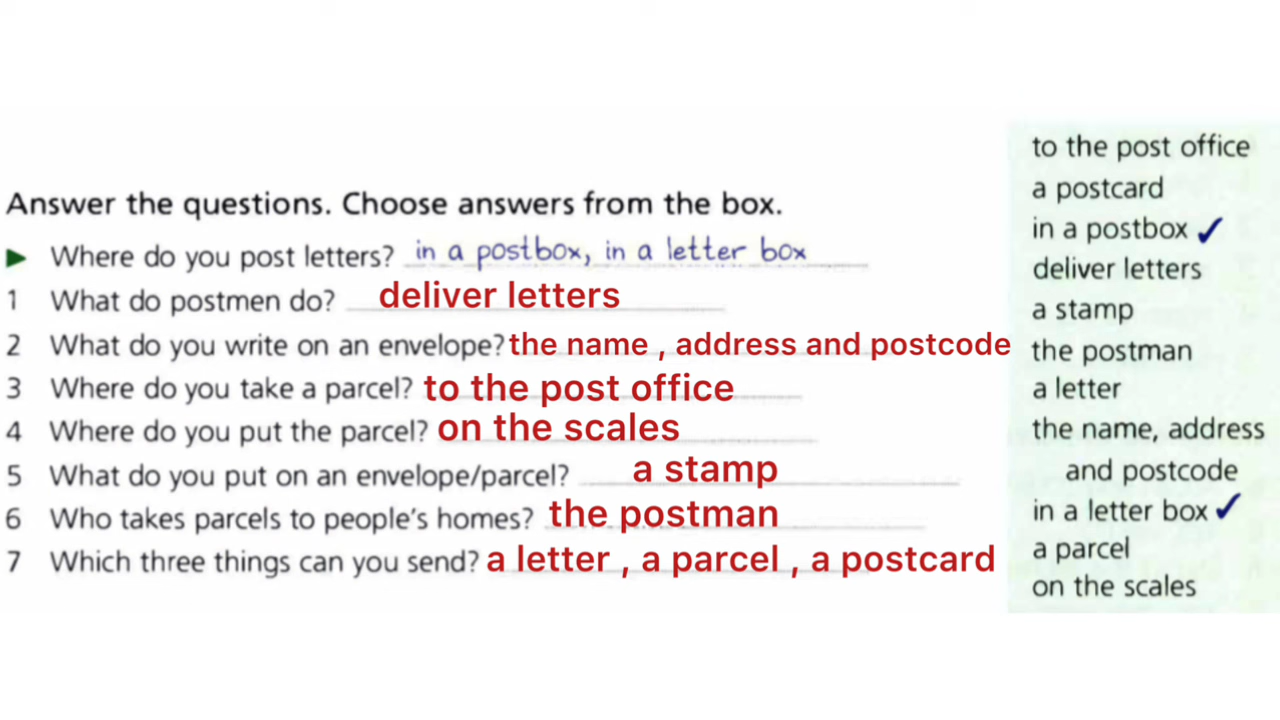 Answer the questions. Choose answers from the box.
▶ Where do you post letters? in a postbox, in a letter box
1 What do postmen do? deliver letters
2 What do you write on an envelope? the name , address and postcode
3 Where do you take a parcel? to the post office
4 Where do you put the parcel? on the scales
5 What do you put on an envelope/parcel? a stamp
6 Who takes parcels to people's homes? the postman
7 Which three things can you send? a letter , a parcel , a postcard
to the post office
a postcard
in a postbox ✓
deliver letters
a stamp
the postman
a letter
the name, address
and postcode
in a letter box ✓
a parcel
on the scales